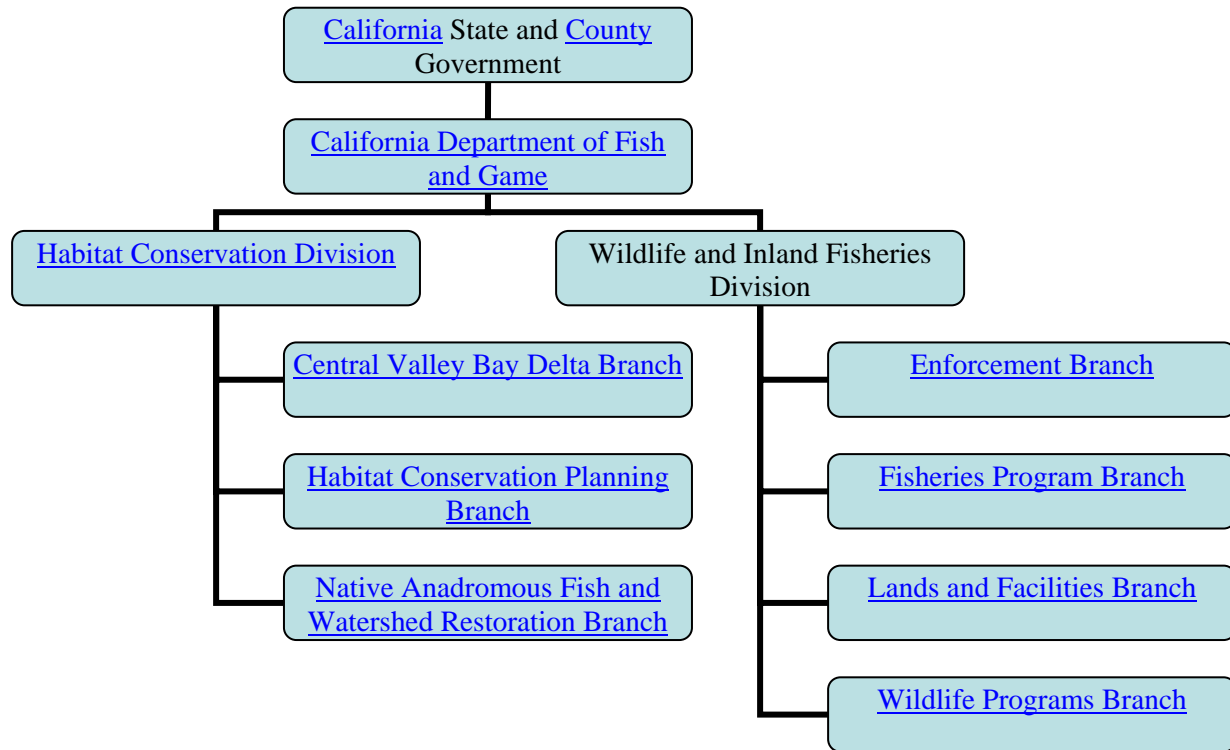 California State and County
Government
California Department of Fish
and Game
Habitat Conservation Division
Wildlife and Inland Fisheries
Division
Central Valley Bay Delta Branch
Enforcement Branch
Habitat Conservation Planning
Branch
Fisheries Program Branch
Native Anadromous Fish and
Watershed Restoration Branch
Lands and Facilities Branch
Wildlife Programs Branch